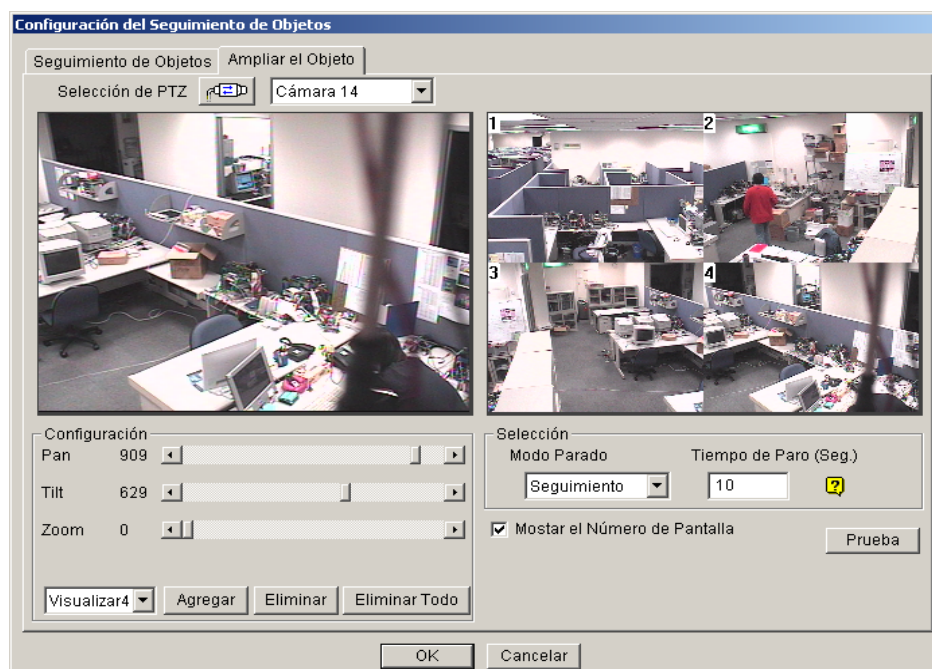 Configuración del Seguimiento de Objetos
Seguimiento de Objetos
Ampliar el Objeto
Selección de PTZ
Cámara 14
1
2
3
4
Configuración
Pan 909
Tilt 629
Zoom 0
Visualizar4
Agregar
Eliminar
Eliminar Todo
Selección
Modo Parado
Tiempo de Paro (Seg.)
Seguimiento
10
?
Mostar el Número de Pantalla
Prueba
OK
Cancelar